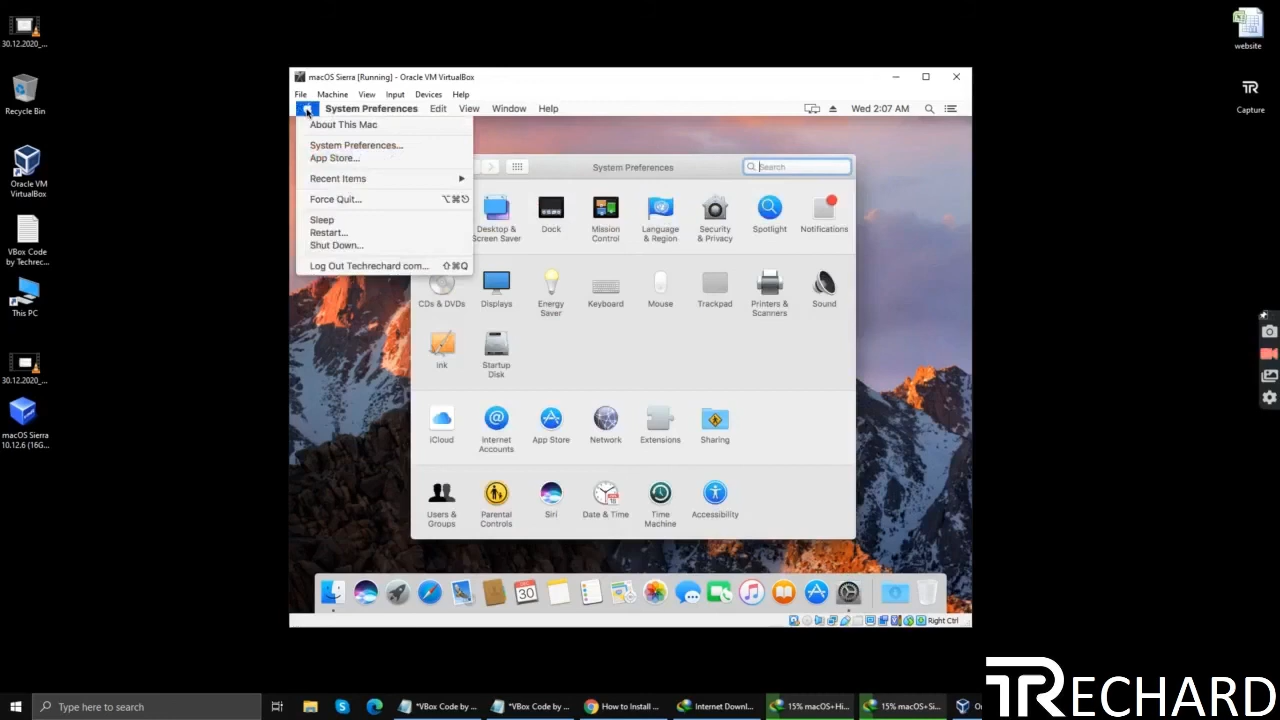 30.12.2020_...
Recycle Bin
Oracle VM
VirtualBox
VBox Code
by Techrec...
This PC
30.12.2020_...
macOS Sierra
10.12.6 (16G...
website
Capture
macOS Sierra [Running] - Oracle VM VirtualBox
File Machine View Input Devices Help
System Preferences Edit View Window Help
Wed 2:07 AM
About This Mac
System Preferences...
App Store...
Recent Items
Force Quit... ⌥⌘⎋
Sleep
Restart...
Shut Down...
Log Out Techrechard com... ⇧⌘Q
System Preferences
Search
Desktop &
Screen Saver
Dock
Mission
Control
Language
& Region
Security
& Privacy
Spotlight
Notifications
CDs & DVDs
Displays
Energy
Saver
Keyboard
Mouse
Trackpad
Printers &
Scanners
Sound
Ink
Startup
Disk
iCloud
Internet
Accounts
App Store
Network
Extensions
Sharing
Users &
Groups
Parental
Controls
Siri
Date & Time
Time
Machine
Accessibility
DEC
30
Right Ctrl
Type here to search
*VBox Code by ...
*VBox Code by ...
How to Install ...
Internet Downl...
15% macOS+Hi...
15% macOS+Si...
TRECHARD